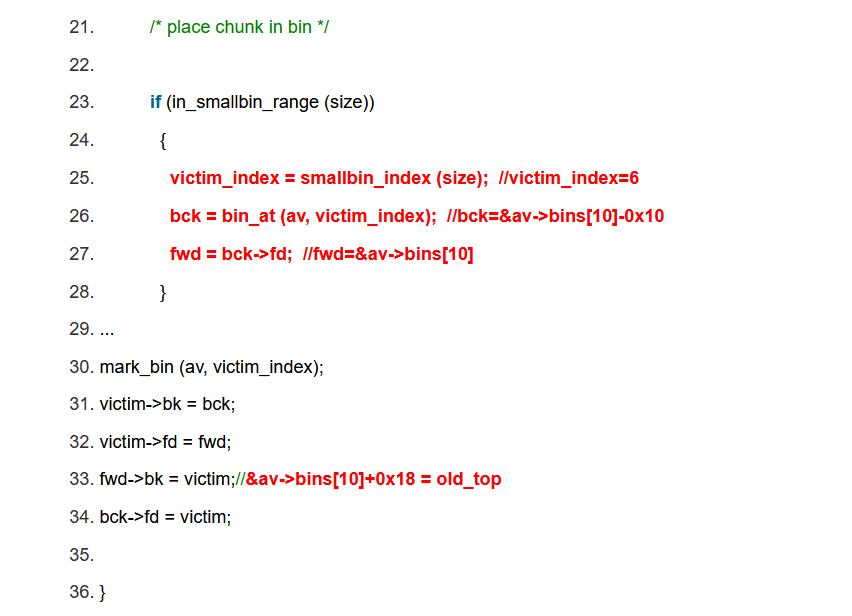 21. /* place chunk in bin */
22.
23. if (in_smallbin_range (size))
24. {
25. victim_index = smallbin_index (size);  //victim_index=6
26. bck = bin_at (av, victim_index);  //bck=&av->bins[10]-0x10
27. fwd = bck->fd;  //fwd=&av->bins[10]
28. }
29. ...
30. mark_bin (av, victim_index);
31. victim->bk = bck;
32. victim->fd = fwd;
33. fwd->bk = victim;//&av->bins[10]+0x18 = old_top
34. bck->fd = victim;
35.
36. }